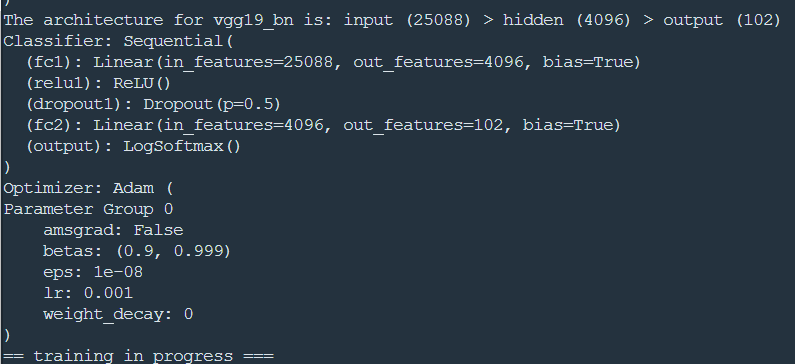 )
The architecture for vgg19_bn is: input (25088) > hidden (4096) > output (102)
Classifier: Sequential(
  (fc1): Linear(in_features=25088, out_features=4096, bias=True)
  (relu1): ReLU()
  (dropout1): Dropout(p=0.5)
  (fc2): Linear(in_features=4096, out_features=102, bias=True)
  (output): LogSoftmax()
)
Optimizer: Adam (
Parameter Group 0
    amsgrad: False
    betas: (0.9, 0.999)
    eps: 1e-08
    lr: 0.001
    weight_decay: 0
)
== training in progress ===